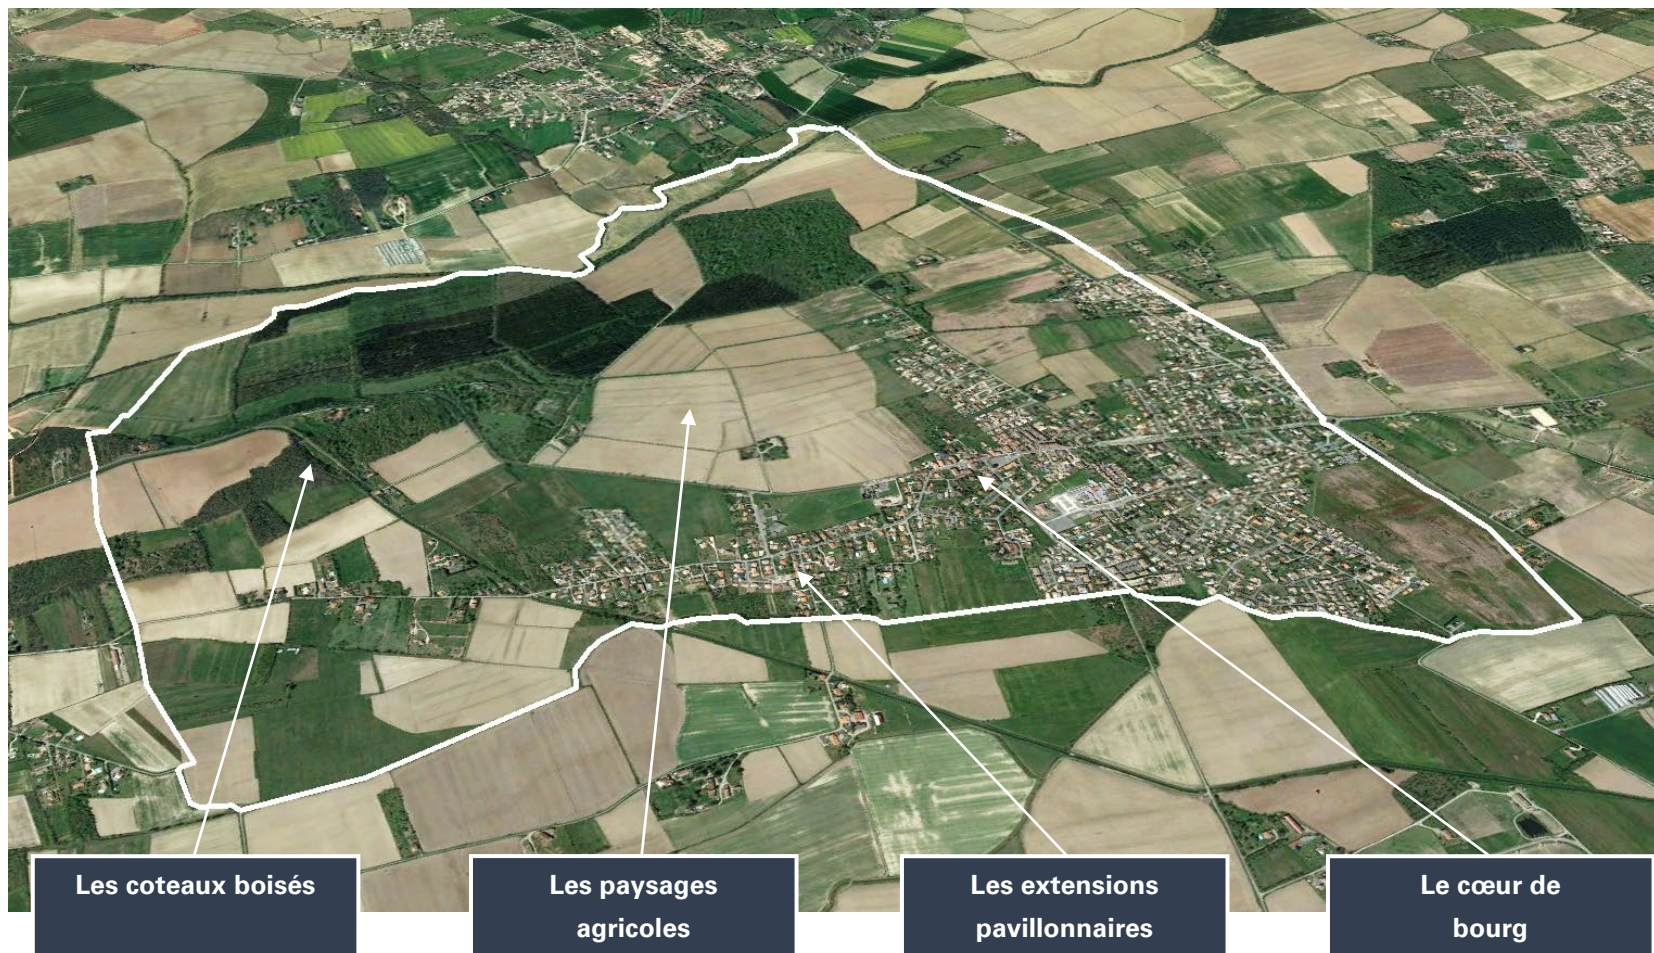 Les coteaux boisés
Les paysages
agricoles
Les extensions
pavillonnaires
Le cœur de
bourg